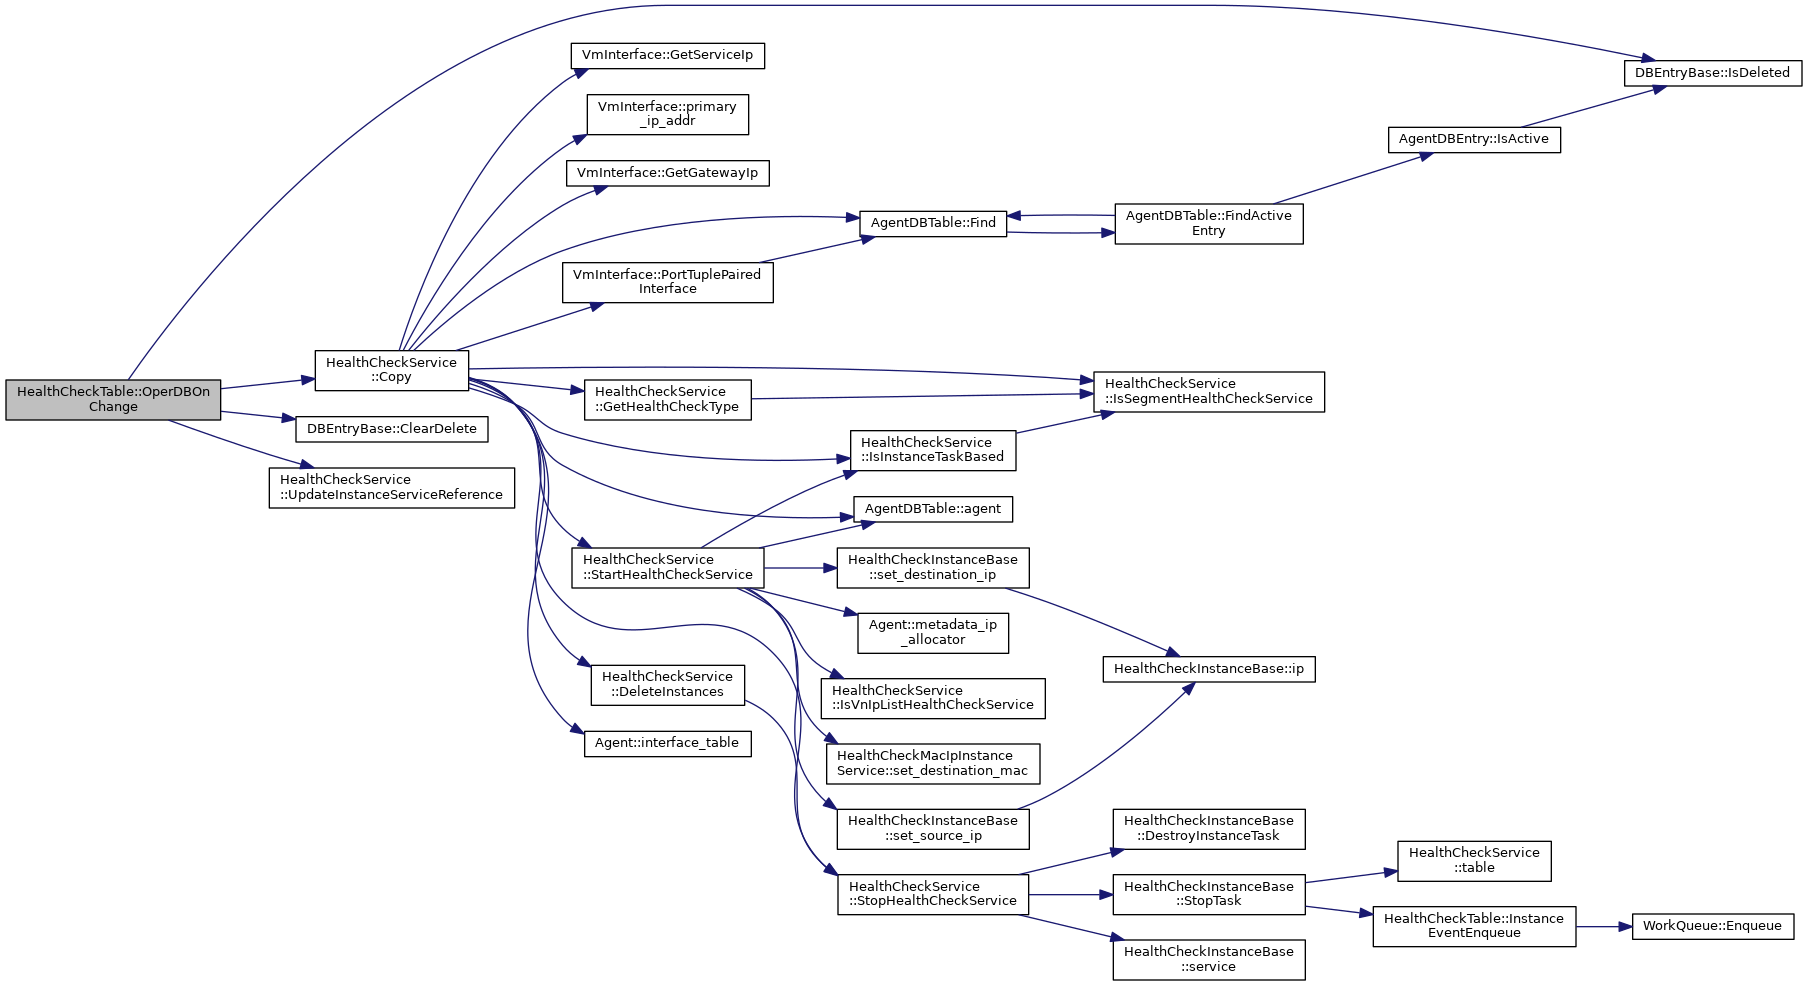 VmInterface::GetServiceIp
DBEntryBase::IsDeleted
VmInterface::primary
_ip_addr
AgentDBEntry::IsActive
VmInterface::GetGatewayIp
AgentDBTable::Find
AgentDBTable::FindActive
Entry
VmInterface::PortTuplePaired
Interface
HealthCheckService
::Copy
HealthCheckTable::OperDBOn
Change
HealthCheckService
::GetHealthCheckType
HealthCheckService
::IsSegmentHealthCheckService
DBEntryBase::ClearDelete
HealthCheckService
::IsInstanceTaskBased
HealthCheckService
::UpdateInstanceServiceReference
AgentDBTable::agent
HealthCheckService
::StartHealthCheckService
HealthCheckInstanceBase
::set_destination_ip
Agent::metadata_ip
_allocator
HealthCheckInstanceBase::ip
HealthCheckService
::DeleteInstances
HealthCheckService
::IsVnIpListHealthCheckService
Agent::interface_table
HealthCheckMacIpInstance
Service::set_destination_mac
HealthCheckInstanceBase
::set_source_ip
HealthCheckInstanceBase
::DestroyInstanceTask
HealthCheckService
::table
HealthCheckService
::StopHealthCheckService
HealthCheckInstanceBase
::StopTask
HealthCheckTable::Instance
EventEnqueue
WorkQueue::Enqueue
HealthCheckInstanceBase
::service